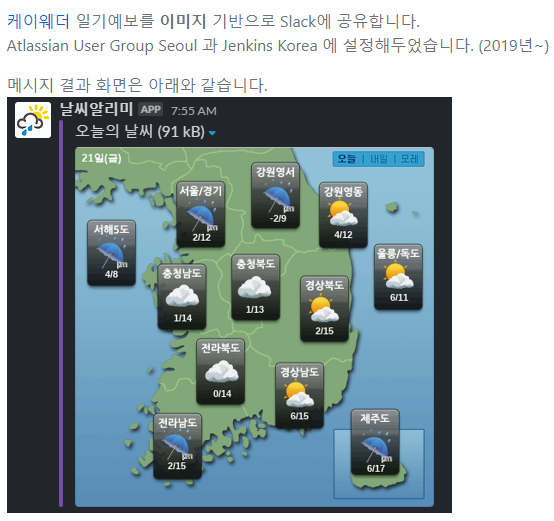 케이웨더 일기예보를 이미지 기반으로 Slack에 공유합니다.
Atlassian User Group Seoul 과 Jenkins Korea 에 설정해두었습니다. (2019년~)
메시지 결과 화면은 아래와 같습니다.
날씨알리미 APP 7:55 AM
오늘의 날씨 (91 kB)
21일(금)
오늘 | 내일 | 모레
강원영서
-2/9
서울/경기
2/12
강원영동
4/12
서해5도
4/8
울릉/독도
6/11
충청남도
1/14
충청북도
1/13
경상북도
2/15
전라북도
0/14
경상남도
6/15
전라남도
2/15
제주도
6/17